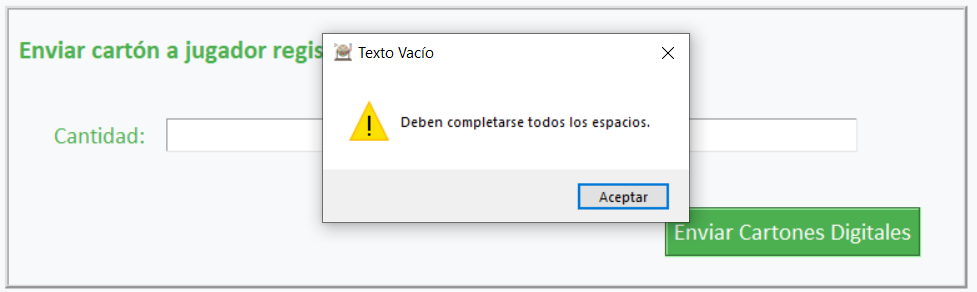 Enviar cartón a jugador regis
Texto Vacío
Deben completarse todos los espacios.
Cantidad:
Aceptar
Enviar Cartones Digitales